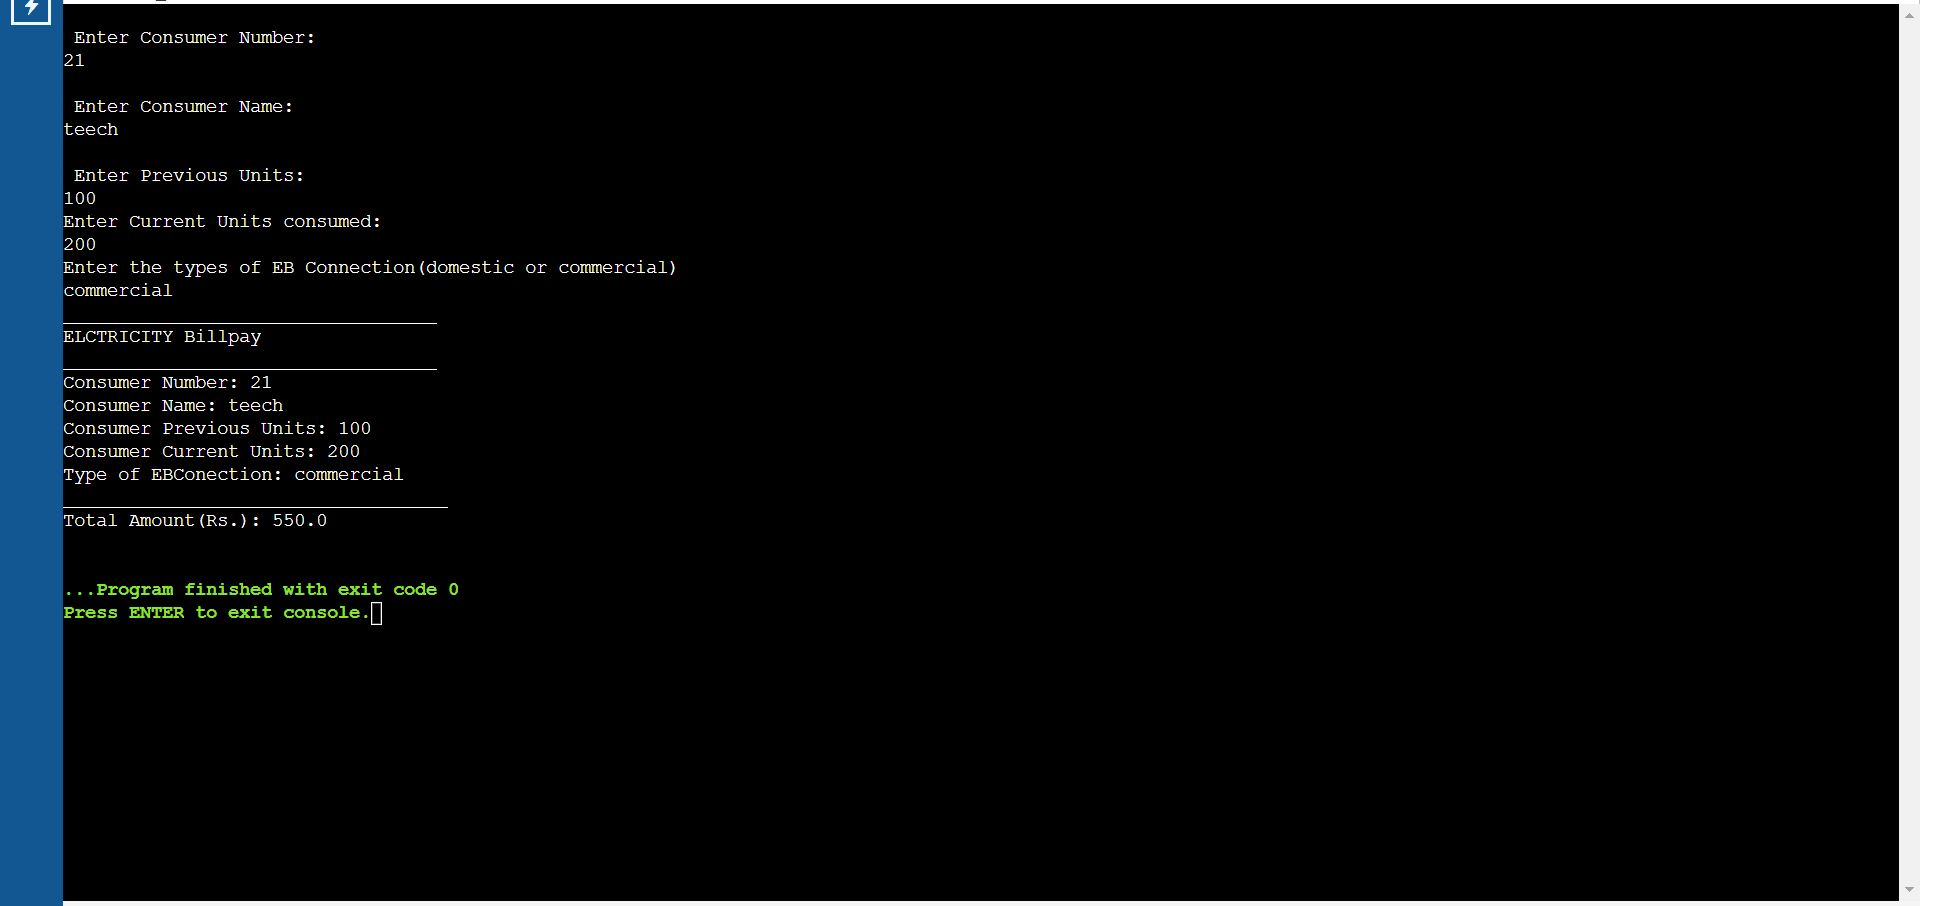 Enter Consumer Number:
21
Enter Consumer Name:
teech
Enter Previous Units:
100
Enter Current Units consumed:
200
Enter the types of EB Connection(domestic or commercial)
commercial
__________________________________
ELCTRICITY Billpay
__________________________________
Consumer Number: 21
Consumer Name: teech
Consumer Previous Units: 100
Consumer Current Units: 200
Type of EBConection: commercial
___________________________________
Total Amount(Rs.): 550.0
...Program finished with exit code 0
Press ENTER to exit console.